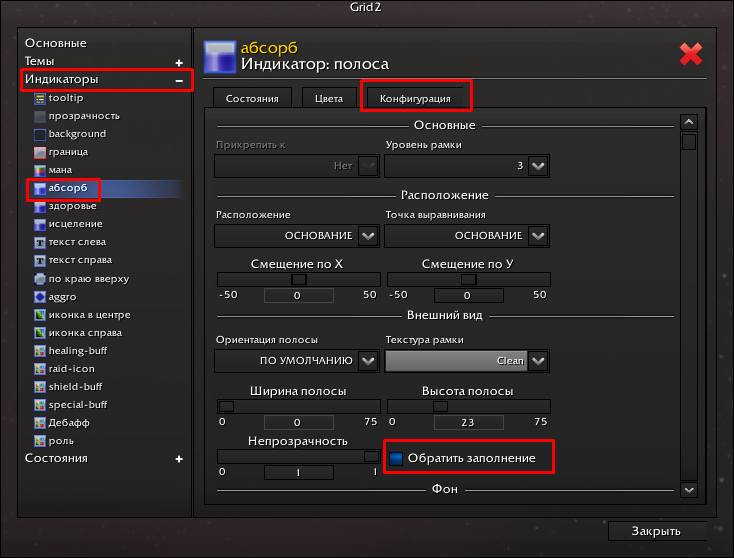 Grid2
Основные
Темы +
Индикаторы –
tooltip
прозрачность
background
граница
мана
абсорб
здоровье
исцеление
текст слева
текст справа
по краю вверху
aggro
иконка в центре
иконка справа
healing-buff
raid-icon
shield-buff
special-buff
Дебафф
роль
Состояния +
абсорб
Индикатор: полоса
Состояния Цвета Конфигурация
Основные
Прикрепить к Уровень рамки
Нет 3
Расположение
Расположение Точка выравнивания
ОСНОВАНИЕ ОСНОВАНИЕ
Смещение по X Смещение по У
-50 0 50 -50 0 50
Внешний вид
Ориентация полосы Текстура рамки
ПО УМОЛЧАНИЮ Clean
Ширина полосы Высота полосы
0 0 75 0 23 75
Непрозрачность
Обратить заполнение
0 1 1
Фон
Закрыть